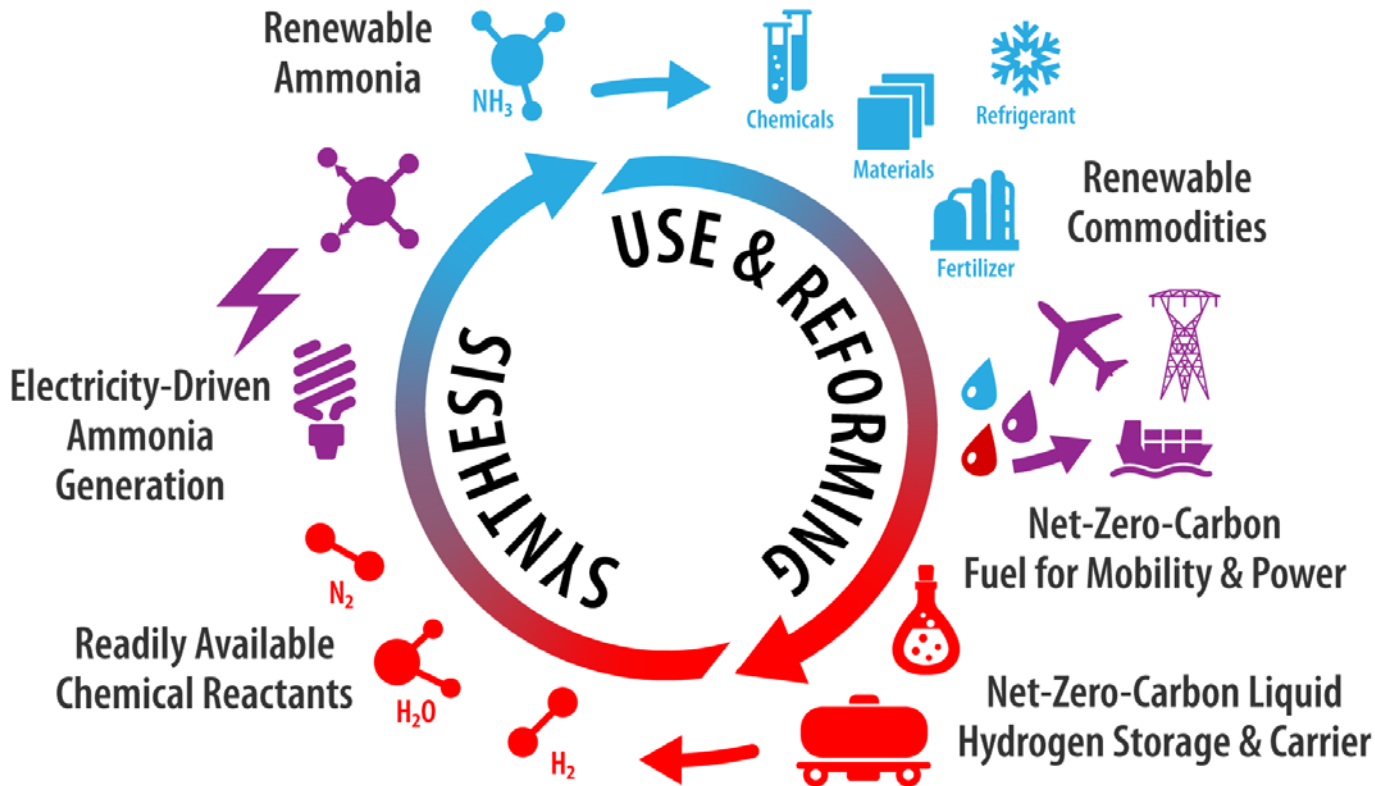 Renewable
Ammonia
NH₃
Chemicals
Materials
Refrigerant
Fertilizer
Renewable
Commodities
USE & REFORMING
SYNTHESIS
Electricity-Driven
Ammonia
Generation
Net-Zero-Carbon
Fuel for Mobility & Power
N₂
Readily Available
Chemical Reactants
H₂O
H₂
Net-Zero-Carbon Liquid
Hydrogen Storage & Carrier